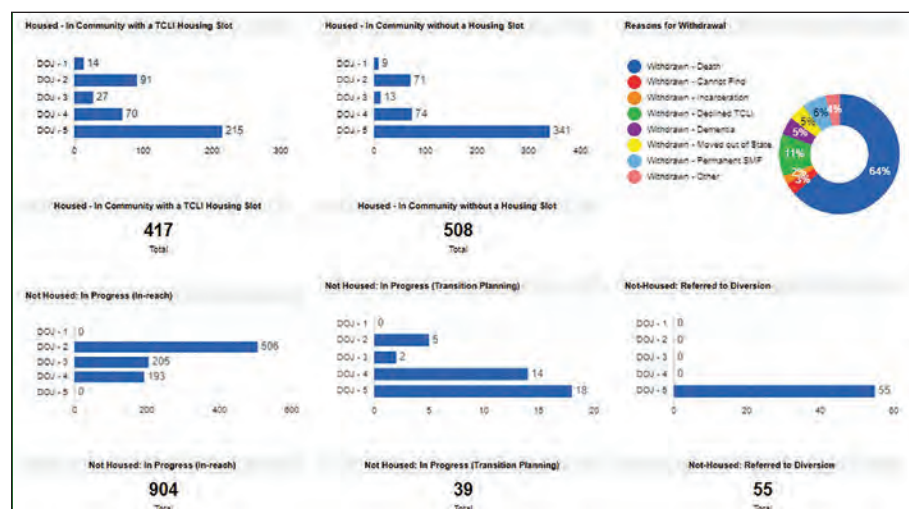 Housed - In Community with a TCLI Housing Slot
DOJ - 1 14
DOJ - 2 91
DOJ - 3 27
DOJ - 4 70
DOJ - 5 215
0 100 200 300
Housed - In Community without a Housing Slot
DOJ - 1 9
DOJ - 2 71
DOJ - 3 13
DOJ - 4 74
DOJ - 5 341
0 100 200 300 400
Reasons for Withdrawal
Withdrawn - Death
Withdrawn - Cannot Find
Withdrawn - Incarceration
Withdrawn - Declined TCLI
Withdrawn - Dementia
Withdrawn - Moved out of State
Withdrawn - Permanent SMF
Withdrawn - Other
4%
6%
5%
5%
11%
2%
3%
64%
Housed - In Community with a TCLI Housing Slot
417
Total
Housed - In Community without a Housing Slot
508
Total
Not Housed: In Progress (In-reach)
DOJ - 1 0
DOJ - 2 506
DOJ - 3 205
DOJ - 4 193
DOJ - 5 0
0 200 400 600
Not Housed: In Progress (Transition Planning)
DOJ - 1 0
DOJ - 2 5
DOJ - 3 2
DOJ - 4 14
DOJ - 5 18
0 5 10 15 20
Not-Housed: Referred to Diversion
DOJ - 1 0
DOJ - 2 0
DOJ - 3 0
DOJ - 4 0
DOJ - 5 55
0 20 40 60
Not Housed: In Progress (In-reach)
904
Total
Not Housed: In Progress (Transition Planning)
39
Total
Not-Housed: Referred to Diversion
55
Total